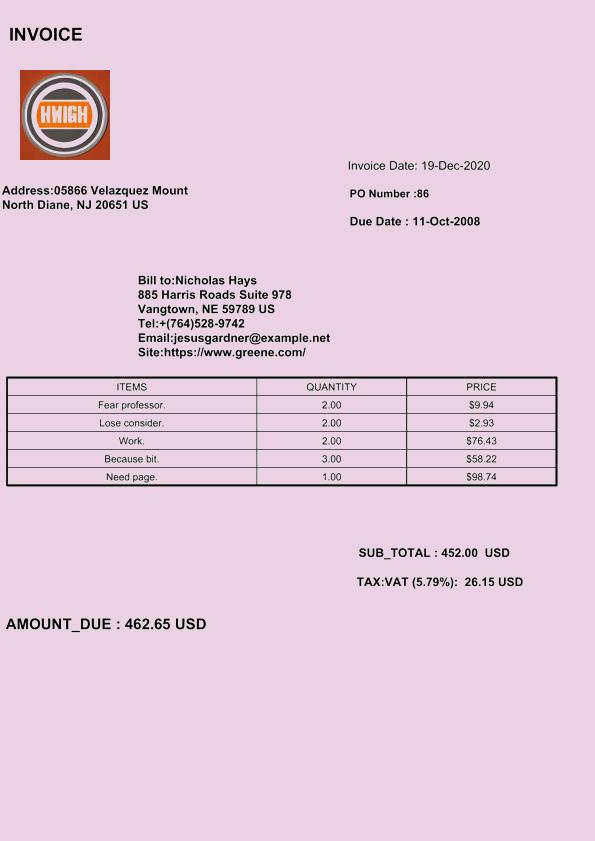 INVOICE
HWIGH
Invoice Date: 19-Dec-2020
Address:05866 Velazquez Mount
North Diane, NJ 20651 US
PO Number :86
Due Date : 11-Oct-2008
Bill to:Nicholas Hays
885 Harris Roads Suite 978
Vangtown, NE 59789 US
Tel:+(764)528-9742
Email:jesusgardner@example.net
Site:https://www.greene.com/
ITEMS QUANTITY PRICE
Fear professor. 2.00 $9.94
Lose consider. 2.00 $2.93
Work. 2.00 $76.43
Because bit. 3.00 $58.22
Need page. 1.00 $98.74
SUB_TOTAL : 452.00 USD
TAX:VAT (5.79%): 26.15 USD
AMOUNT_DUE : 462.65 USD